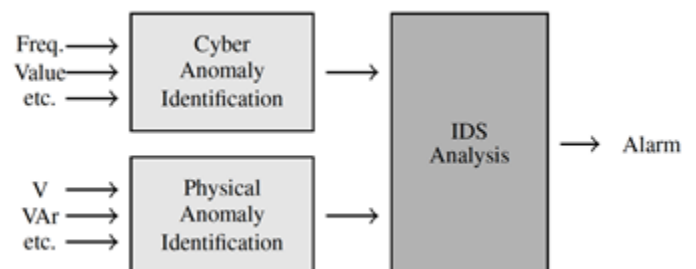 Freq.
Value
etc.
Cyber
Anomaly
Identification
V
VAr
etc.
Physical
Anomaly
Identification
IDS
Analysis
Alarm